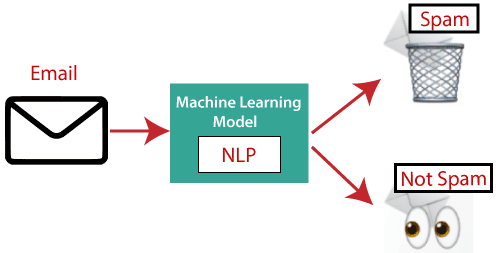 Email
Machine Learning
Model
NLP
Spam
Not Spam